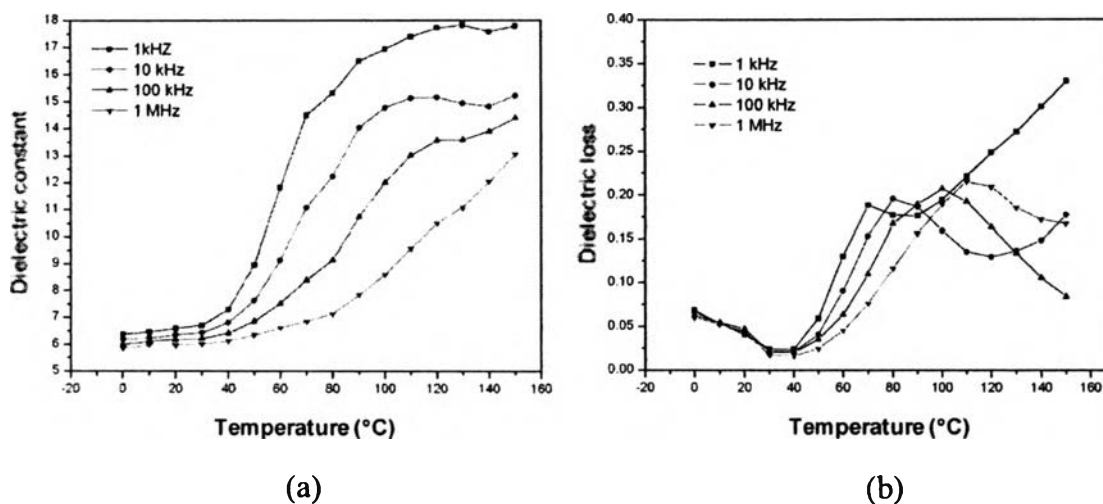 18
17
16
15
14
13
12
11
10
9
8
7
6
5
Dielectric constant
1kHZ
10 kHz
100 kHz
1 MHz
-20 0 20 40 60 80 100 120 140 160
Temperature (°C)
(a)
0.40
0.35
0.30
0.25
0.20
0.15
0.10
0.05
0.00
Dielectric loss
1 kHz
10 kHz
100 kHz
1 MHz
-20 0 20 40 60 80 100 120 140 160
Temperature (°C)
(b)